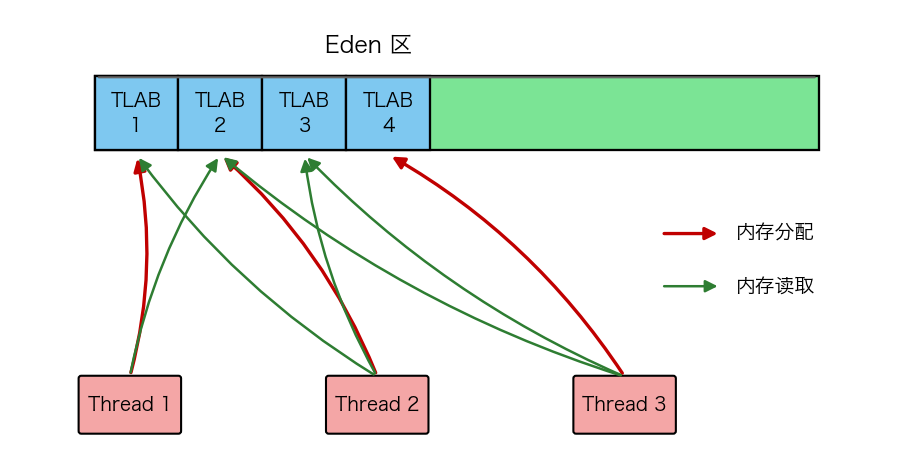 Eden 区
TLAB
1
TLAB
2
TLAB
3
TLAB
4
内存分配
内存读取
Thread 1
Thread 2
Thread 3